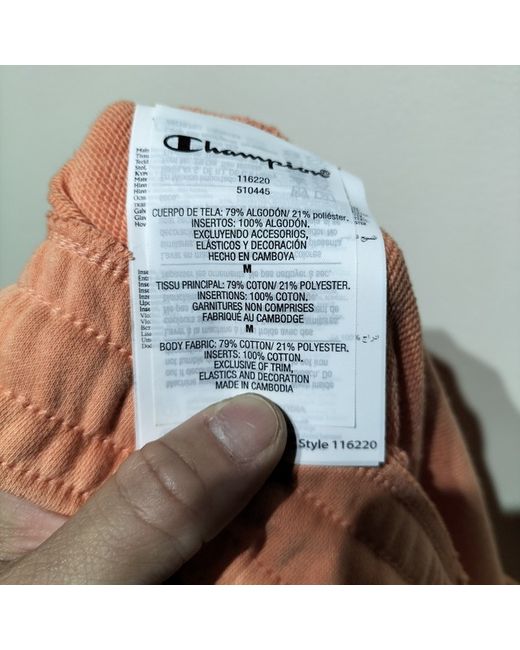 Champion®
116220
510445
CUERPO DE TELA: 79% ALGODÓN/ 21% poliéster.
INSERTOS: 100% ALGODÓN.
EXCLUYENDO ACCESORIOS,
ELÁSTICOS Y DECORACIÓN
HECHO EN CAMBOYA
M
TISSU PRINCIPAL: 79% COTON/ 21% POLYESTER.
INSERTIONS: 100% COTON.
GARNITURES NON COMPRISES
FABRIQUÉ AU CAMBODGE
M
BODY FABRIC: 79% COTTON/ 21% POLYESTER.
INSERTS: 100% COTTON.
EXCLUSIVE OF TRIM,
ELASTICS AND DECORATION
MADE IN CAMBODIA
Style 116220